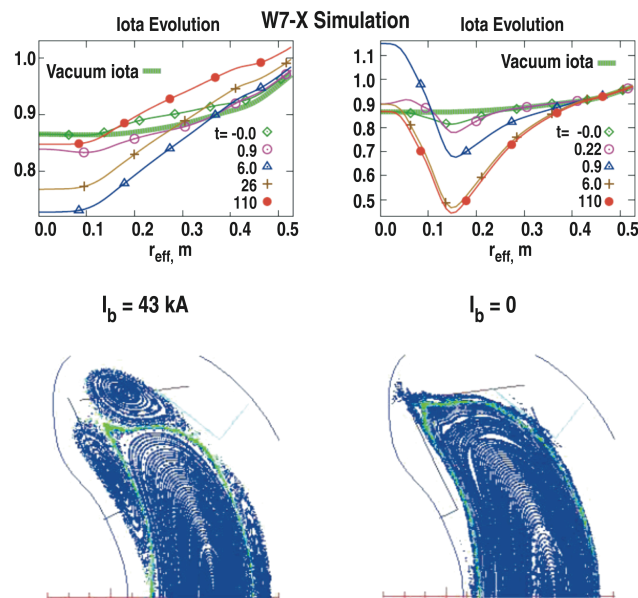 W7-X Simulation
Iota Evolution
1.0
0.9
0.8
Vacuum iota
t= -0.0
0.9
6.0
26
110
0.0 0.1 0.2 0.3 0.4 0.5
r_eff, m
Iota Evolution
1.1
1.0
0.9
0.8
0.7
0.6
0.5
Vacuum iota
t= -0.0
0.22
0.9
6.0
110
0.0 0.1 0.2 0.3 0.4 0.5
r_eff, m
I_b = 43 kA
I_b = 0